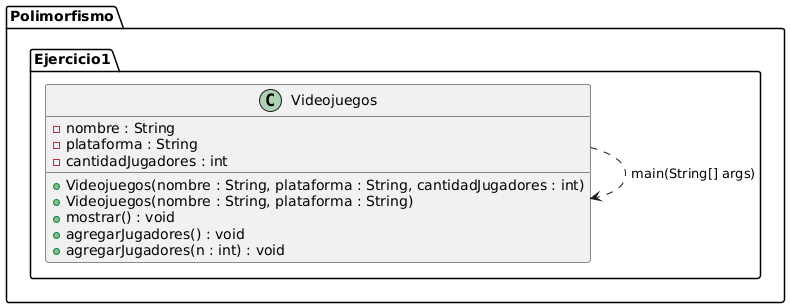 Polimorfismo
Ejercicio1
C Videojuegos
nombre : String
plataforma : String
cantidadJugadores : int
Videojuegos(nombre : String, plataforma : String, cantidadJugadores : int)
Videojuegos(nombre : String, plataforma : String)
mostrar() : void
agregarJugadores() : void
agregarJugadores(n : int) : void
main(String[] args)